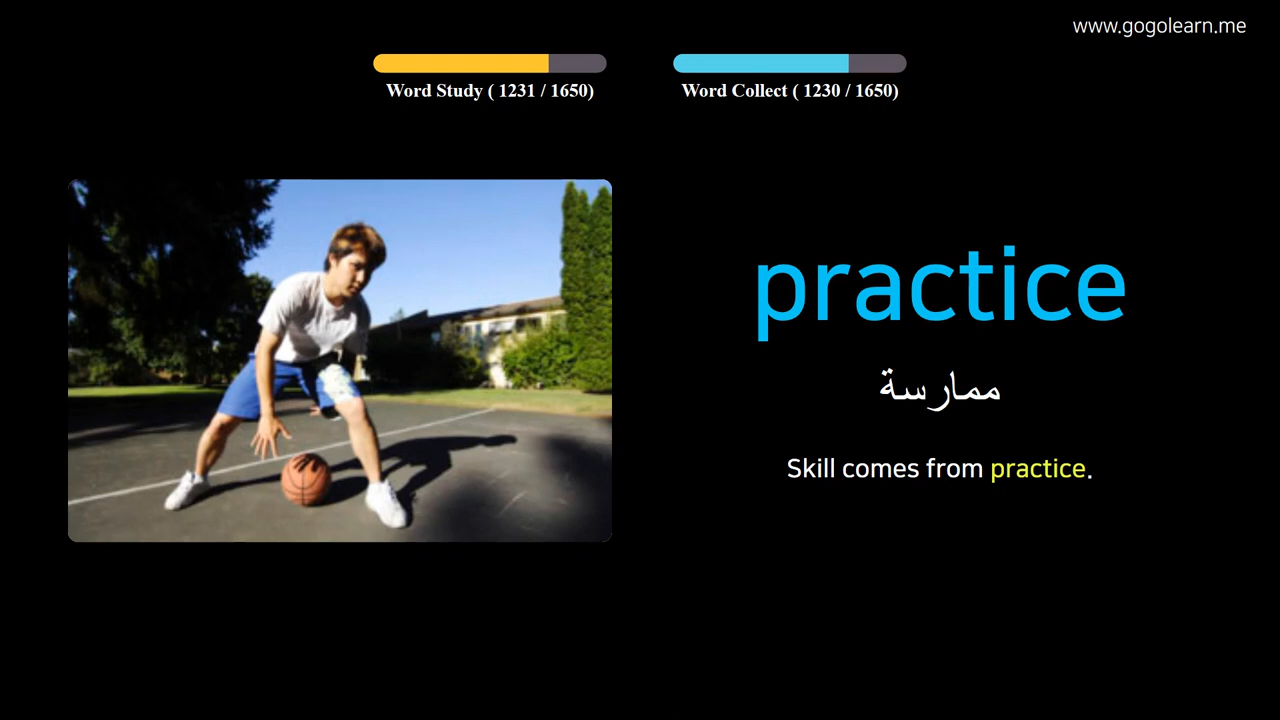 www.gogolearn.me
Word Study ( 1231 / 1650)
Word Collect ( 1230 / 1650)
practice
ممارسة
Skill comes from practice.